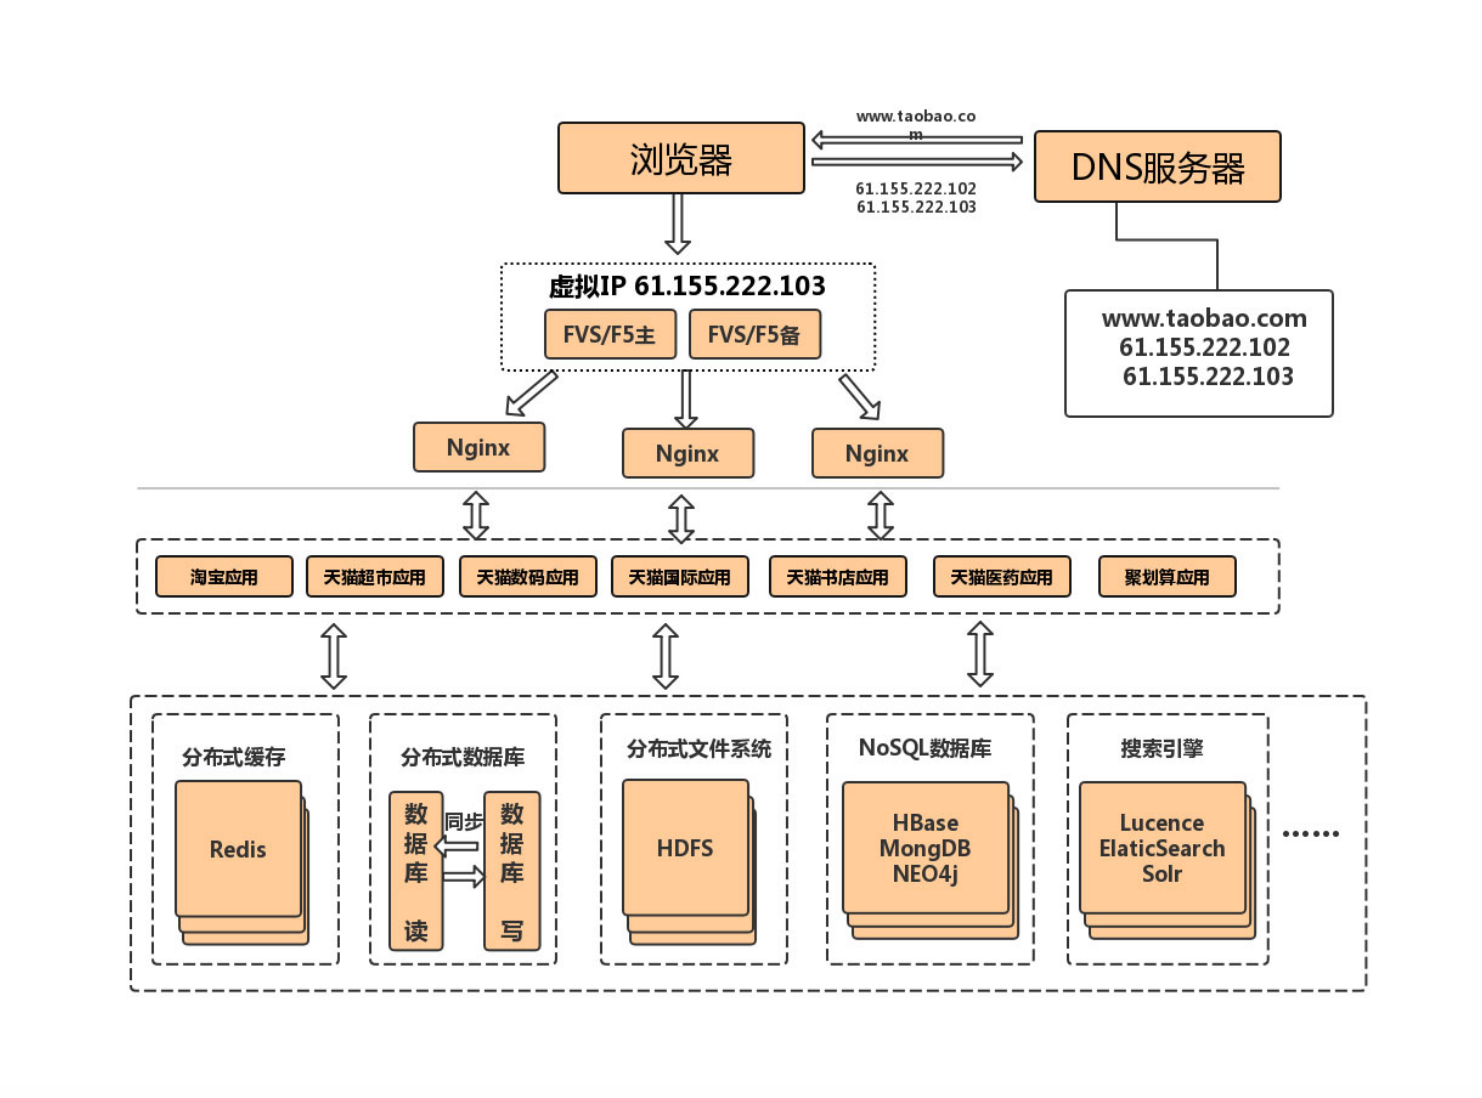 www.taobao.co
m
浏览器
DNS服务器
61.155.222.102
61.155.222.103
虚拟IP 61.155.222.103
FVS/F5主
FVS/F5备
www.taobao.com
61.155.222.102
61.155.222.103
Nginx
Nginx
Nginx
淘宝应用
天猫超市应用
天猫数码应用
天猫国际应用
天猫书店应用
天猫医药应用
聚划算应用
分布式缓存
Redis
分布式数据库
数
据
库
读
同步
数
据
库
写
分布式文件系统
HDFS
NoSQL数据库
HBase
MongDB
NEO4j
搜索引擎
Lucence
ElaticSearch
Solr
……